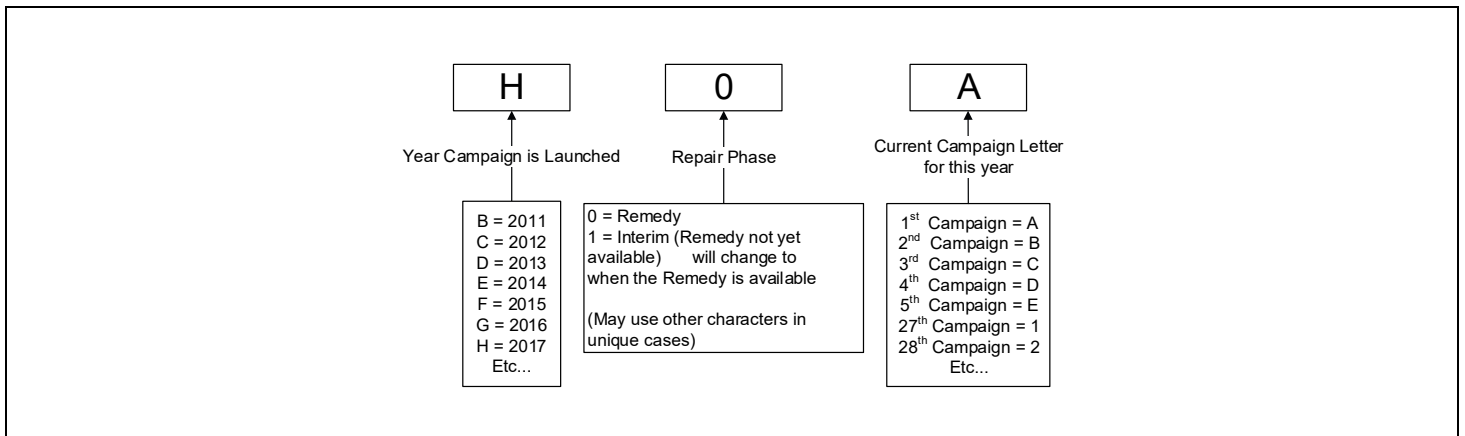 H
0
A
Year Campaign is Launched
Repair Phase
Current Campaign Letter
for this year
B = 2011
C = 2012
D = 2013
E = 2014
F = 2015
G = 2016
H = 2017
Etc...
0 = Remedy
1 = Interim (Remedy not yet
available) will change to
when the Remedy is available
(May use other characters in
unique cases)
1st Campaign = A
2nd Campaign = B
3rd Campaign = C
4th Campaign = D
5th Campaign = E
27th Campaign = 1
28th Campaign = 2
Etc...